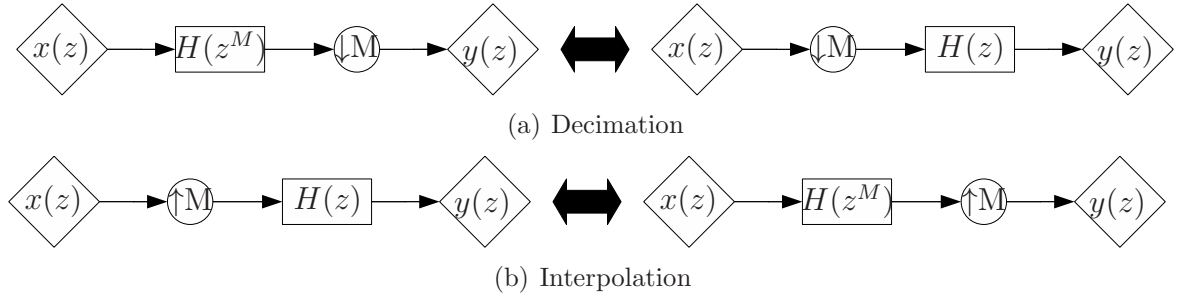 x(z) H(z^M) ↓M y(z) x(z) ↓M H(z) y(z)
(a) Decimation
x(z) ↑M H(z) y(z) x(z) H(z^M) ↑M y(z)
(b) Interpolation